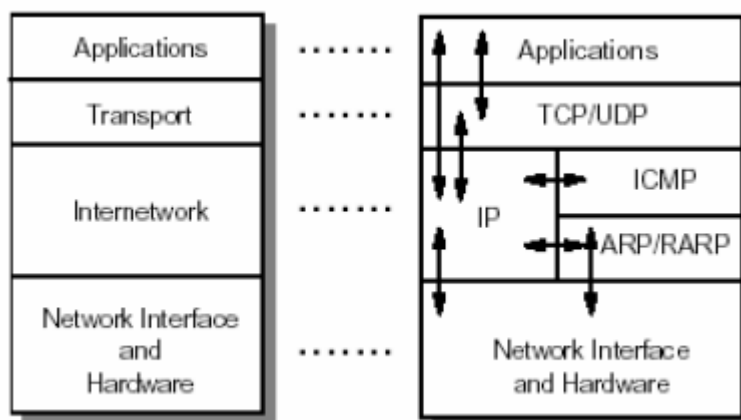 Applications
Transport
Internetwork
Network Interface
and
Hardware
Applications
TCP/UDP
IP
ICMP
ARP/RARP
Network Interface
and Hardware